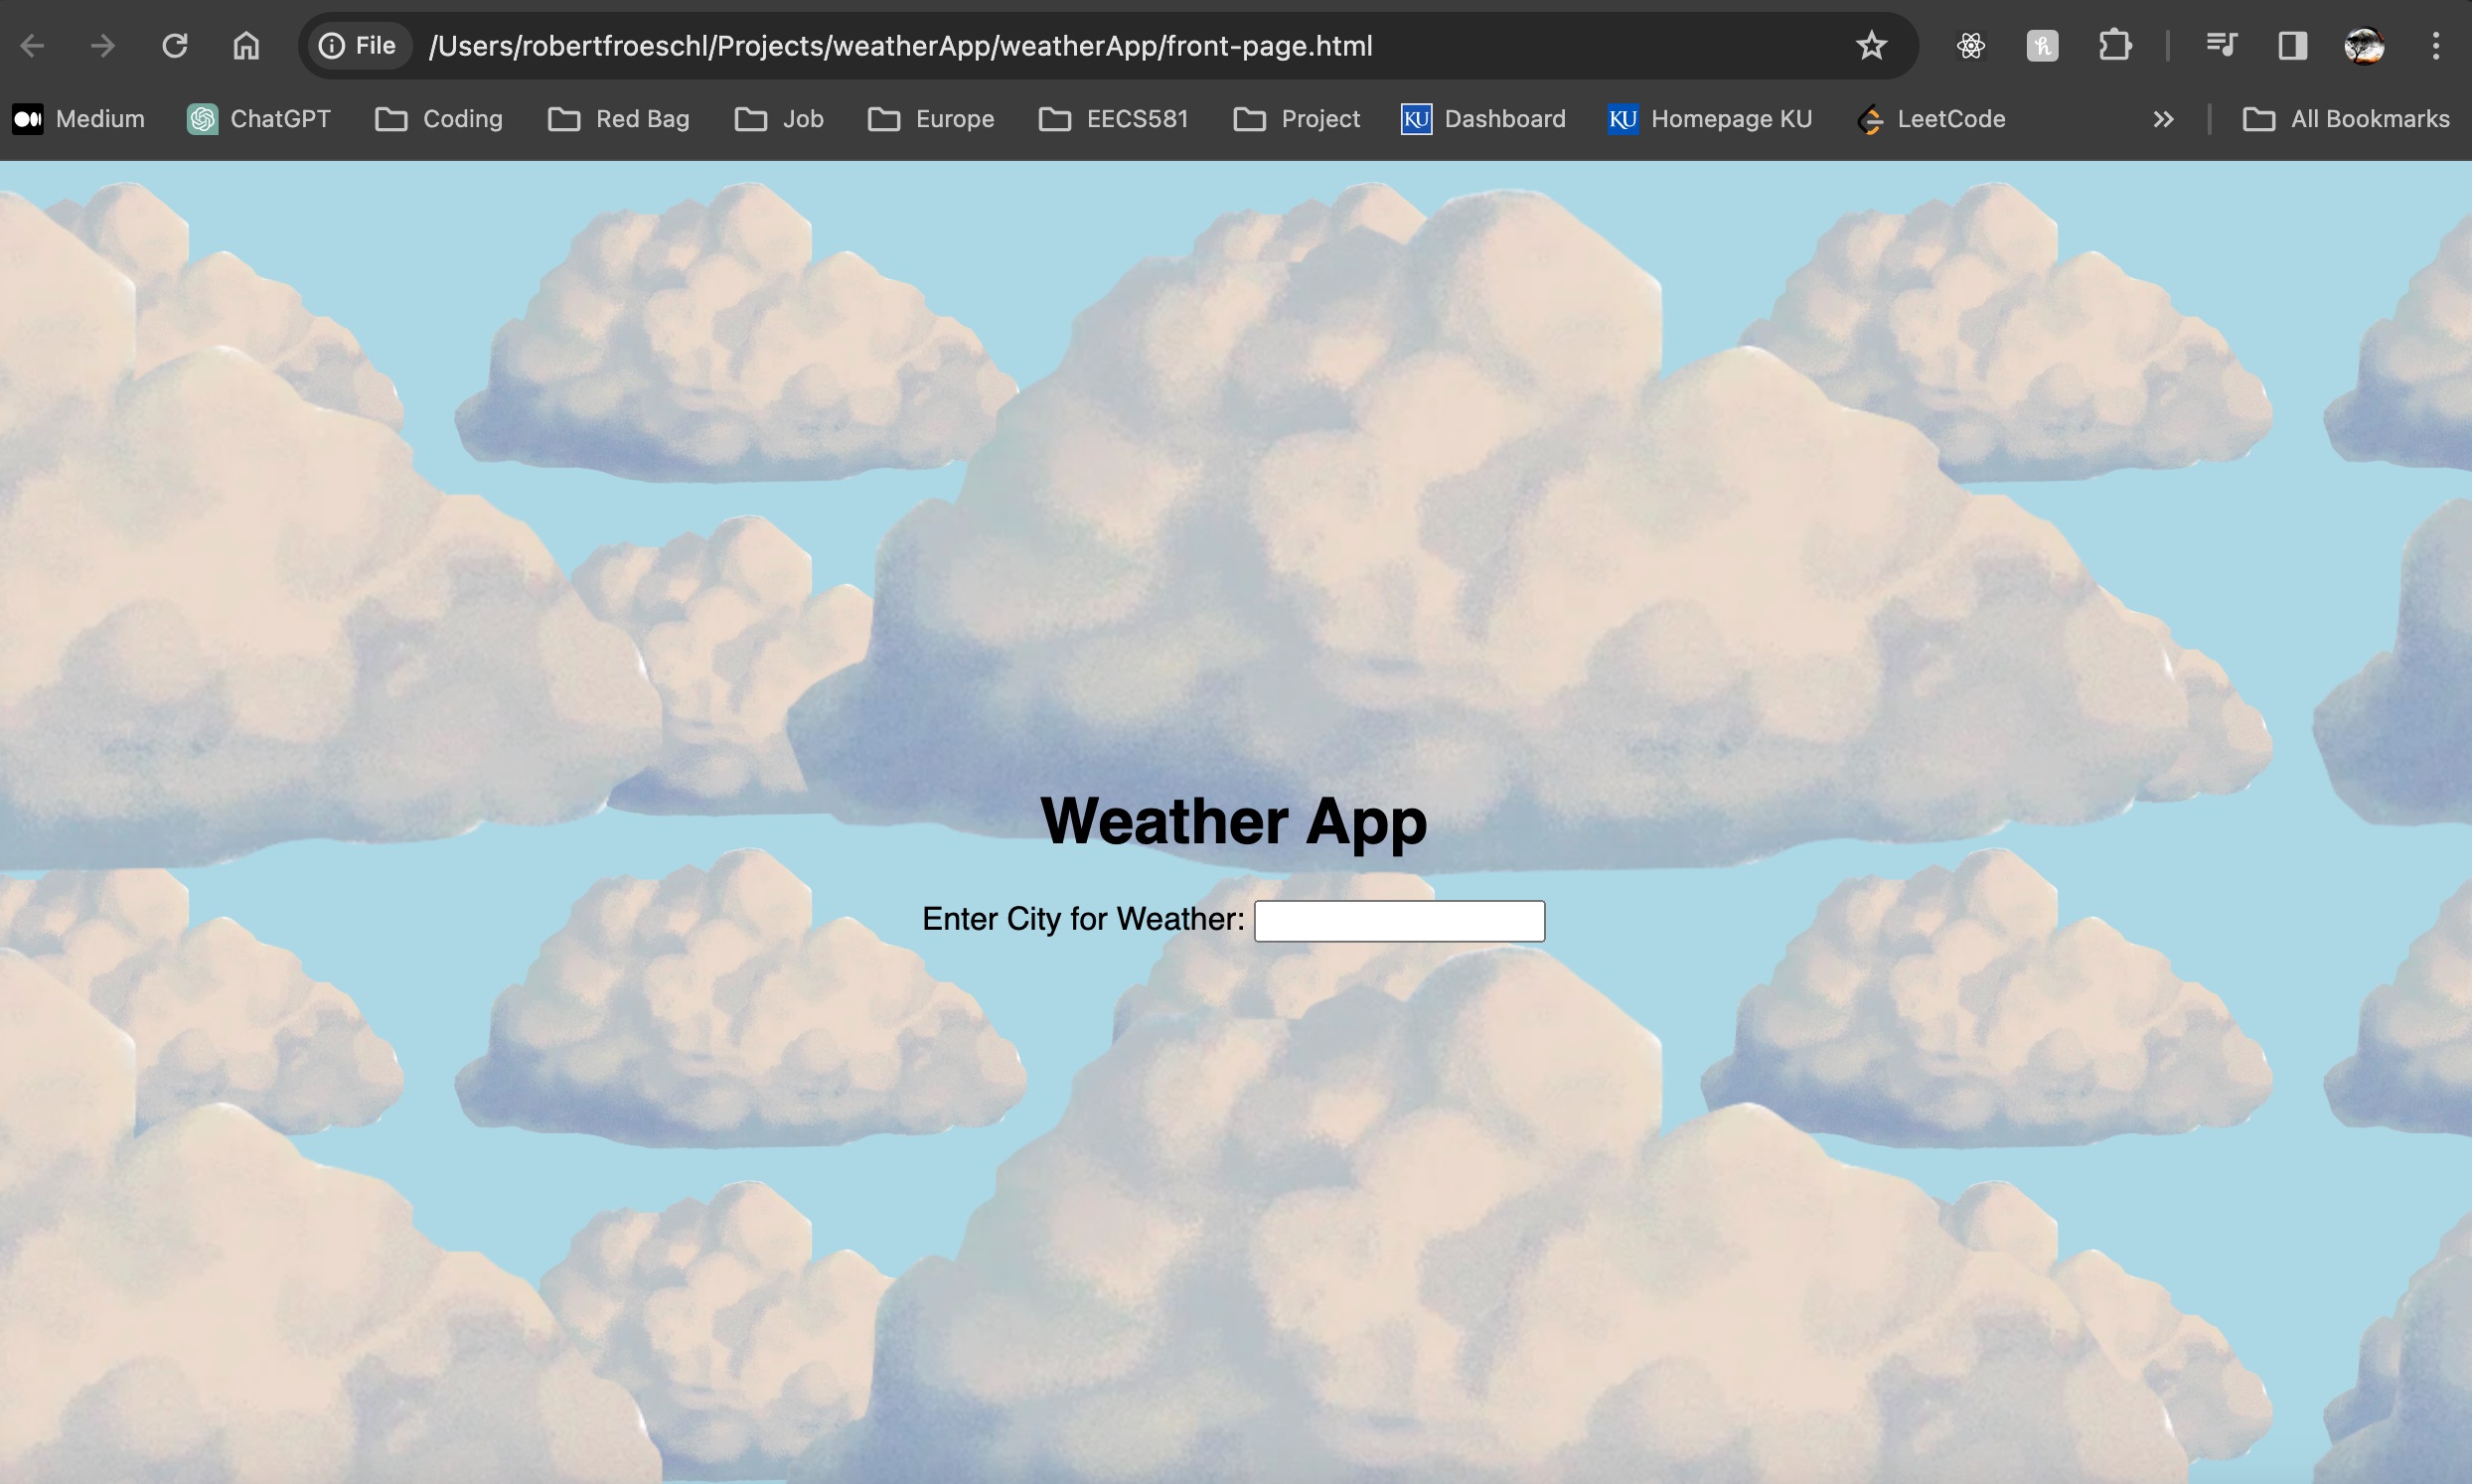 File /Users/robertfroeschl/Projects/weatherApp/weatherApp/front-page.html
Medium ChatGPT Coding Red Bag Job Europe EECS581 Project KU Dashboard KU Homepage KU LeetCode All Bookmarks
Weather App
Enter City for Weather: